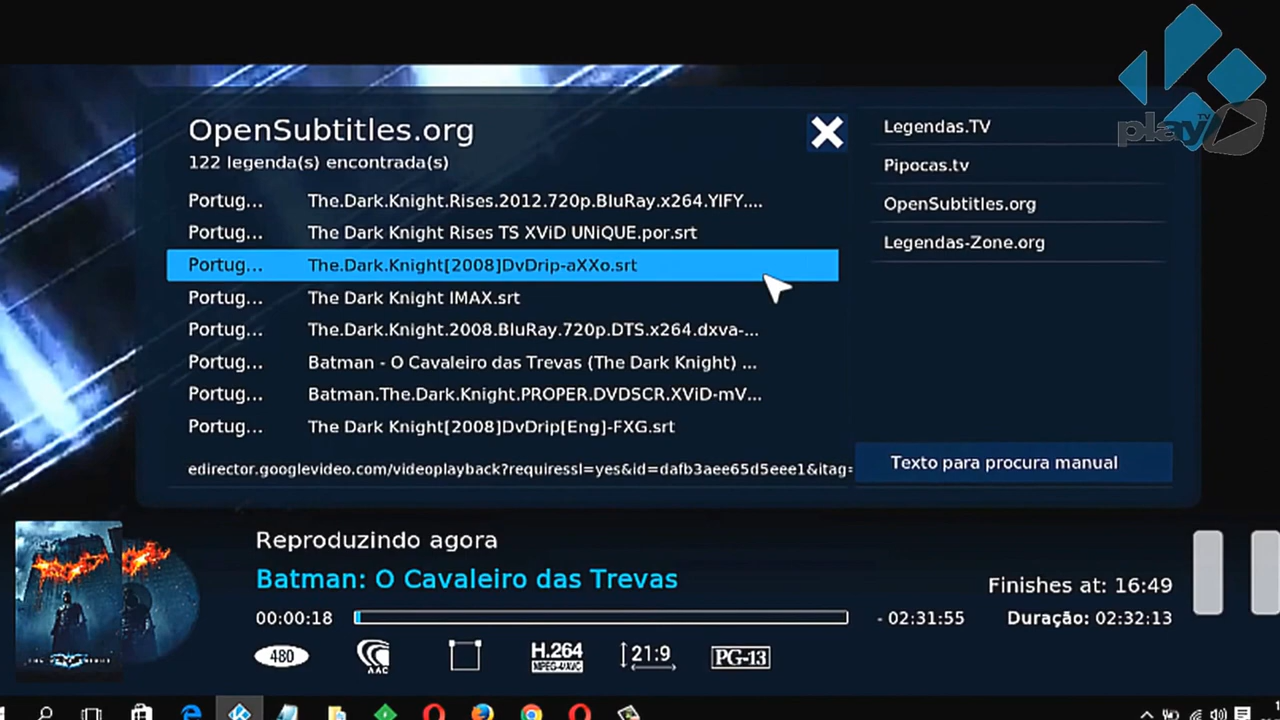 OpenSubtitles.org
122 legenda(s) encontrada(s)
Portug... The.Dark.Knight.Rises.2012.720p.BluRay.x264.YIFY....
Portug... The Dark Knight Rises TS XViD UNiQUE.por.srt
Portug... The.Dark.Knight[2008]DvDrip-aXXo.srt
Portug... The Dark Knight IMAX.srt
Portug... The.Dark.Knight.2008.BluRay.720p.DTS.x264.dxva-...
Portug... Batman - O Cavaleiro das Trevas (The Dark Knight) ...
Portug... Batman.The.Dark.Knight.PROPER.DVDSCR.XViD-mV...
Portug... The Dark Knight[2008]DvDrip[Eng]-FXG.srt
edirector.googlevideo.com/videoplayback?requiressl=yes&id=dafb3aee65d5eee1&itag=
Legendas.TV
Pipocas.tv
OpenSubtitles.org
Legendas-Zone.org
Texto para procura manual
play TV
Reproduzindo agora
Batman: O Cavaleiro das Trevas
Finishes at: 16:49
00:00:18
- 02:31:55
Duração: 02:32:13
480
AAC
H.264
MPEG-4/AVC
21:9
PG-13